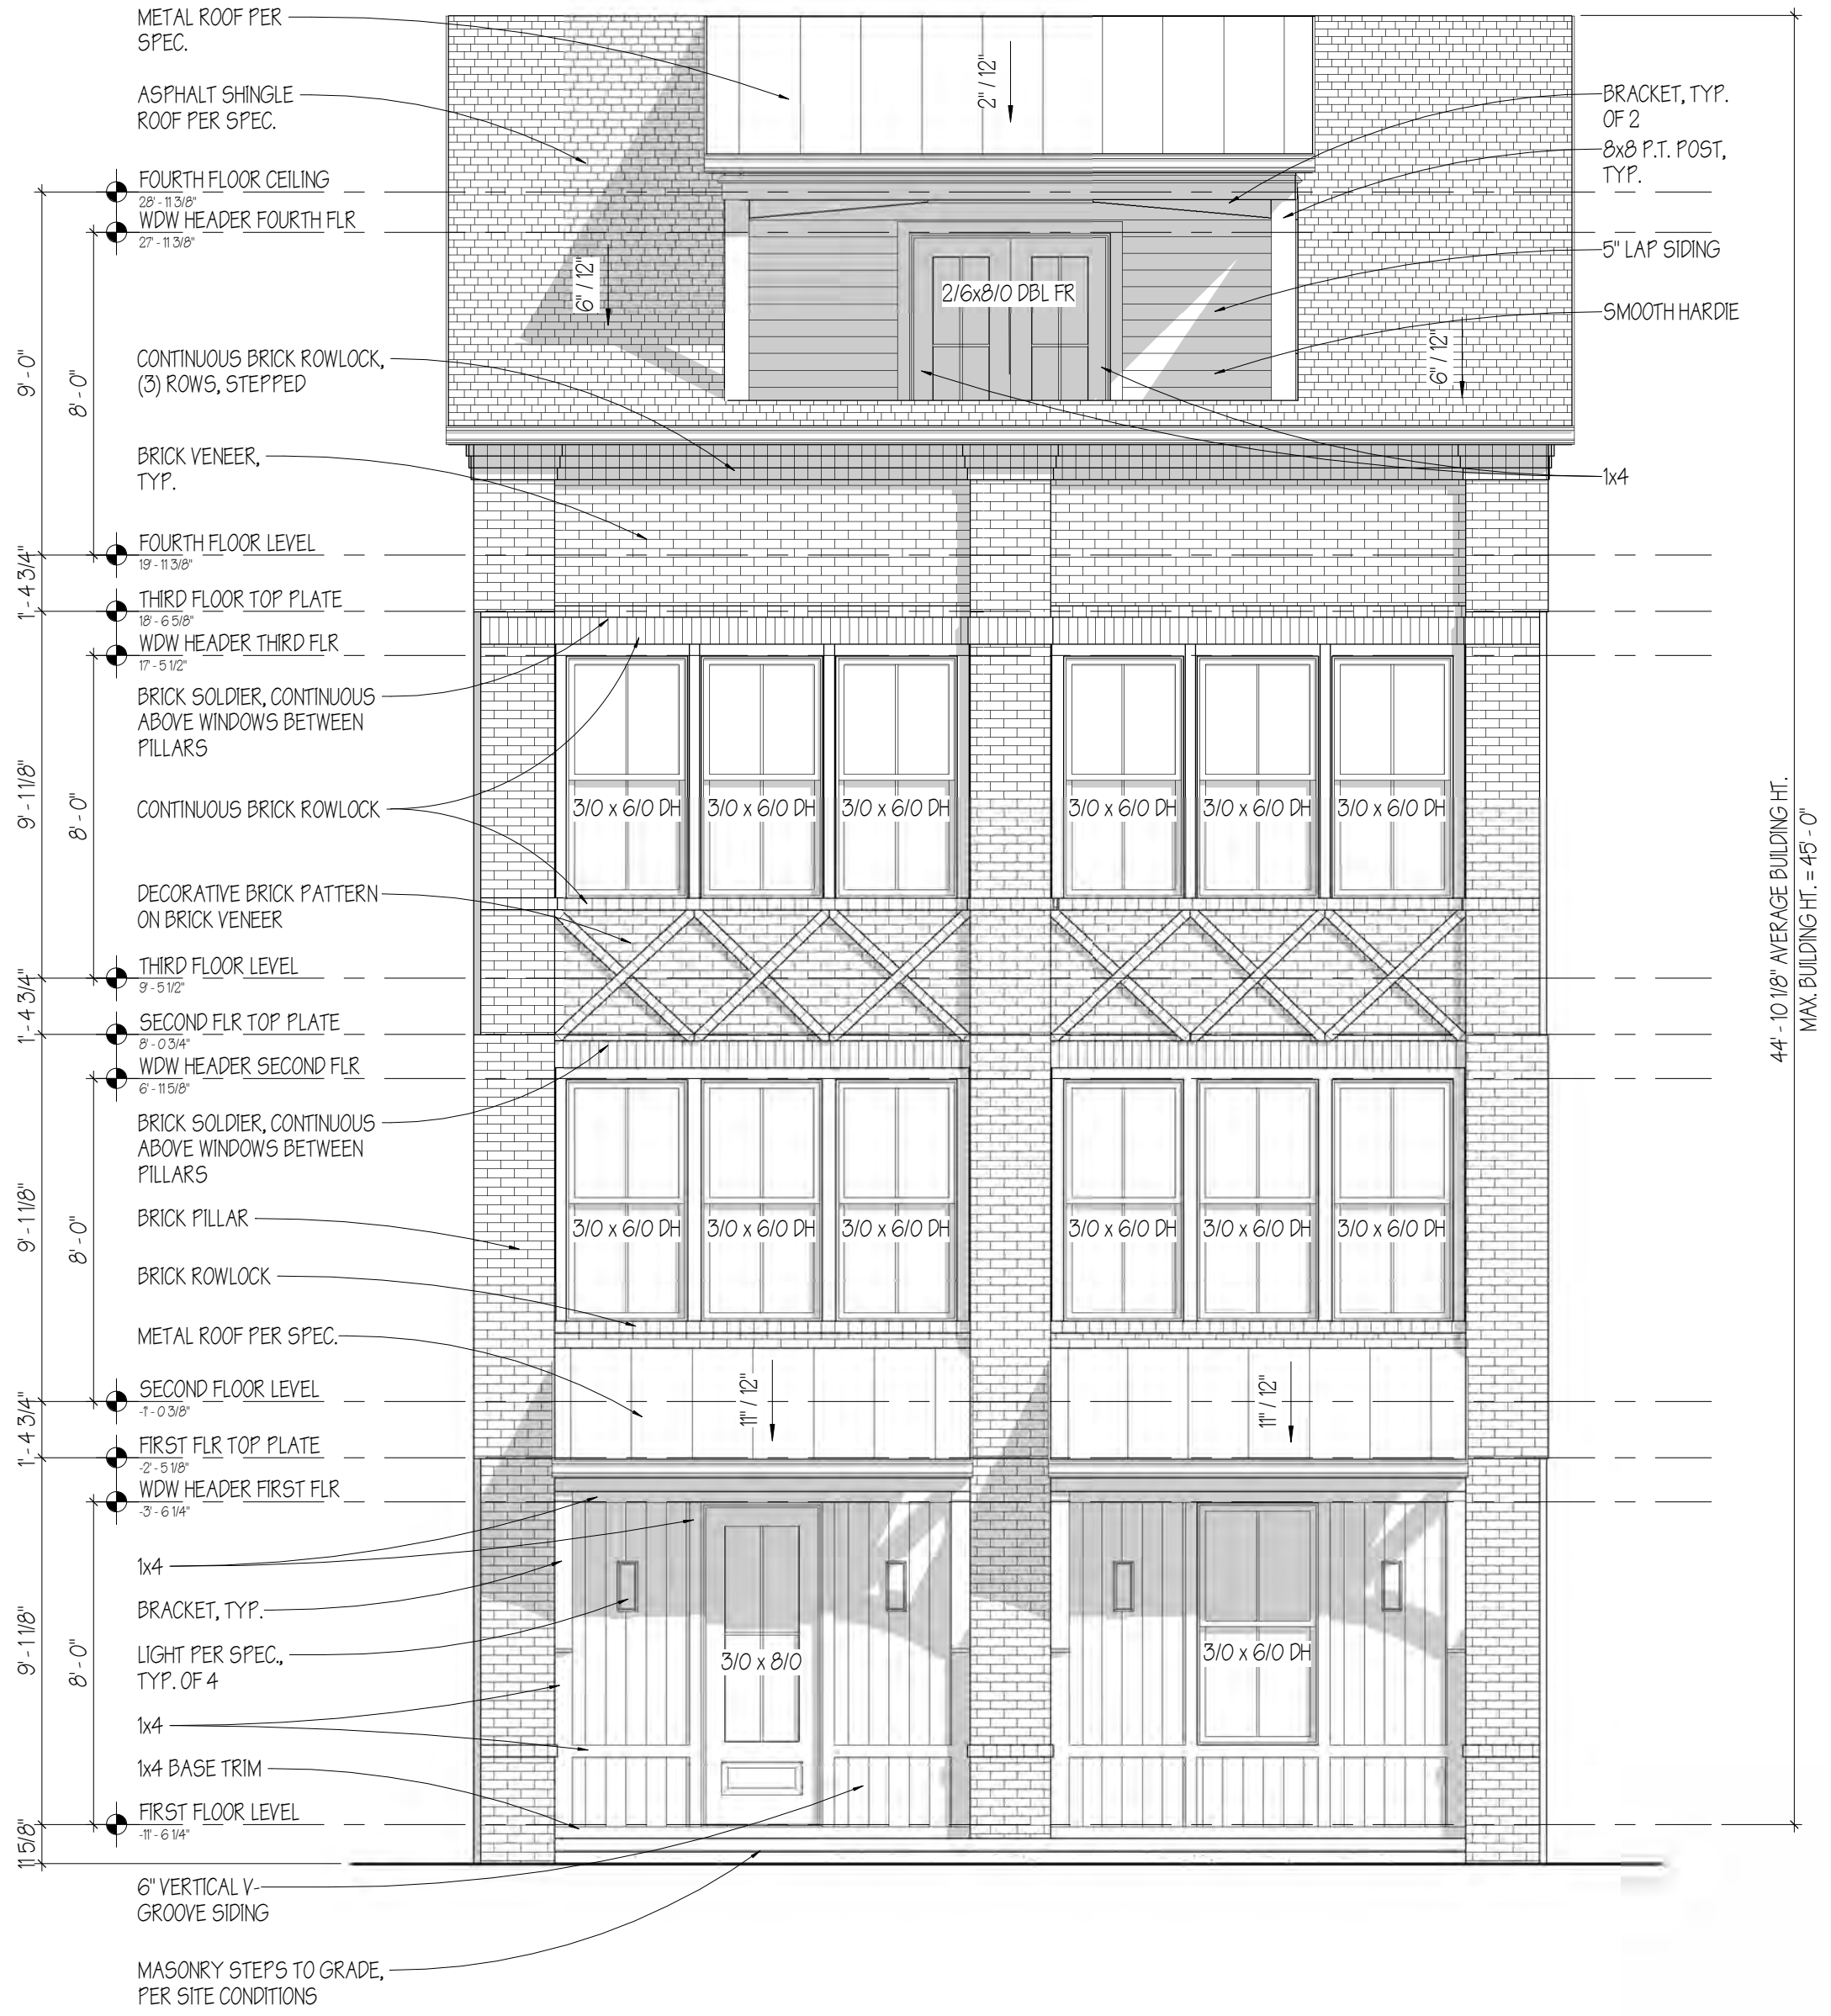 METAL ROOF PER
SPEC.
ASPHALT SHINGLE
ROOF PER SPEC.
FOURTH FLOOR CEILING
28' - 11 3/8"
WDW HEADER FOURTH FLR
27' - 11 3/8"
CONTINUOUS BRICK ROWLOCK,
(3) ROWS, STEPPED
BRICK VENEER,
TYP.
FOURTH FLOOR LEVEL
19' - 11 3/8"
THIRD FLOOR TOP PLATE
18' - 6 5/8"
WDW HEADER THIRD FLR
17' - 5 1/2"
BRICK SOLDIER, CONTINUOUS
ABOVE WINDOWS BETWEEN
PILLARS
CONTINUOUS BRICK ROWLOCK
DECORATIVE BRICK PATTERN
ON BRICK VENEER
THIRD FLOOR LEVEL
9' - 5 1/2"
SECOND FLR TOP PLATE
8' - 0 3/4"
WDW HEADER SECOND FLR
6' - 11 5/8"
BRICK SOLDIER, CONTINUOUS
ABOVE WINDOWS BETWEEN
PILLARS
BRICK PILLAR
BRICK ROWLOCK
METAL ROOF PER SPEC.
SECOND FLOOR LEVEL
-1' - 0 3/8"
FIRST FLR TOP PLATE
-2' - 5 1/8"
WDW HEADER FIRST FLR
-3' - 6 1/4"
1x4
BRACKET, TYP.
LIGHT PER SPEC.,
TYP. OF 4
1x4
1x4 BASE TRIM
FIRST FLOOR LEVEL
-11' - 6 1/4"
6" VERTICAL V-
GROOVE SIDING
MASONRY STEPS TO GRADE,
PER SITE CONDITIONS
9' - 0"
8' - 0"
1' - 4 3/4"
9' - 1 1/8"
8' - 0"
1' - 4 3/4"
9' - 1 1/8"
8' - 0"
1' - 4 3/4"
9' - 1 1/8"
8' - 0"
11 5/8"
2" / 12"
6" / 12"
2/6x8/0 DBL FR
6" / 12"
3/0 x 6/0 DH
3/0 x 6/0 DH
3/0 x 6/0 DH
3/0 x 6/0 DH
3/0 x 6/0 DH
3/0 x 6/0 DH
3/0 x 6/0 DH
3/0 x 6/0 DH
3/0 x 6/0 DH
3/0 x 6/0 DH
3/0 x 6/0 DH
3/0 x 6/0 DH
11" / 12"
11" / 12"
3/0 x 8/0
3/0 x 6/0 DH
BRACKET, TYP.
OF 2
8x8 P.T. POST,
TYP.
5" LAP SIDING
SMOOTH HARDIE
1x4
44' - 10 1/8" AVERAGE BUILDING HT.
MAX. BUILDING HT. = 45' - 0"